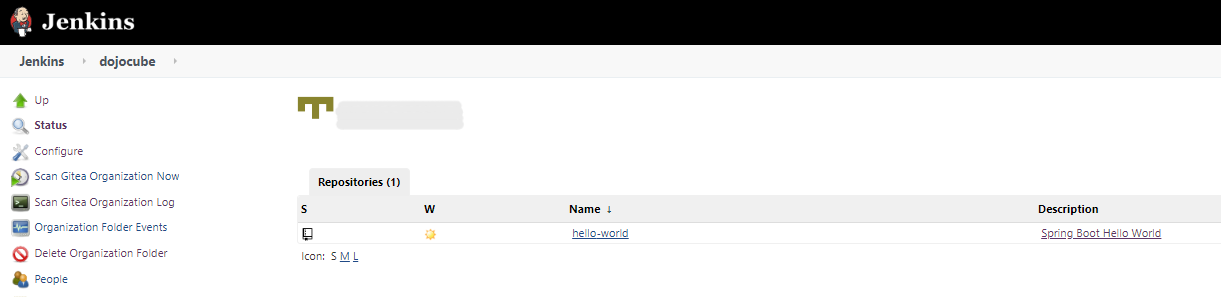 Jenkins
Jenkins dojocube
Up
Status
Configure
Scan Gitea Organization Now
Scan Gitea Organization Log
Organization Folder Events
Delete Organization Folder
People
Repositories (1)
S W Name ↓ Description
hello-world Spring Boot Hello World
Icon: S M L